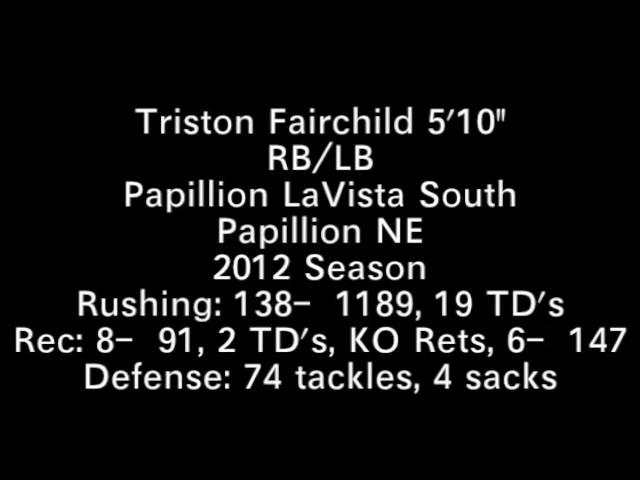 Triston Fairchild 5'10"
RB/LB
Papillion LaVista South
Papillion NE
2012 Season
Rushing: 138– 1189, 19 TD's
Rec: 8– 91, 2 TD's, KO Rets, 6– 147
Defense: 74 tackles, 4 sacks